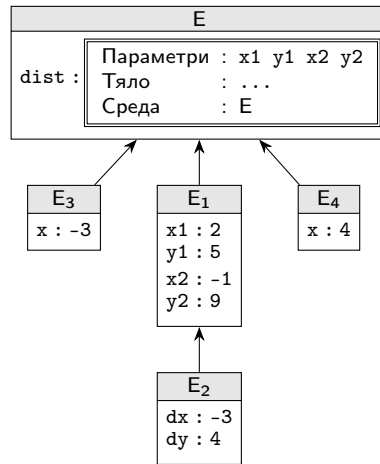 E
dist :
Параметри : x1 y1 x2 y2
Тяло : ...
Среда : E
E3
x : -3
E1
x1 : 2
y1 : 5
x2 : -1
y2 : 9
E4
x : 4
E2
dx : -3
dy : 4